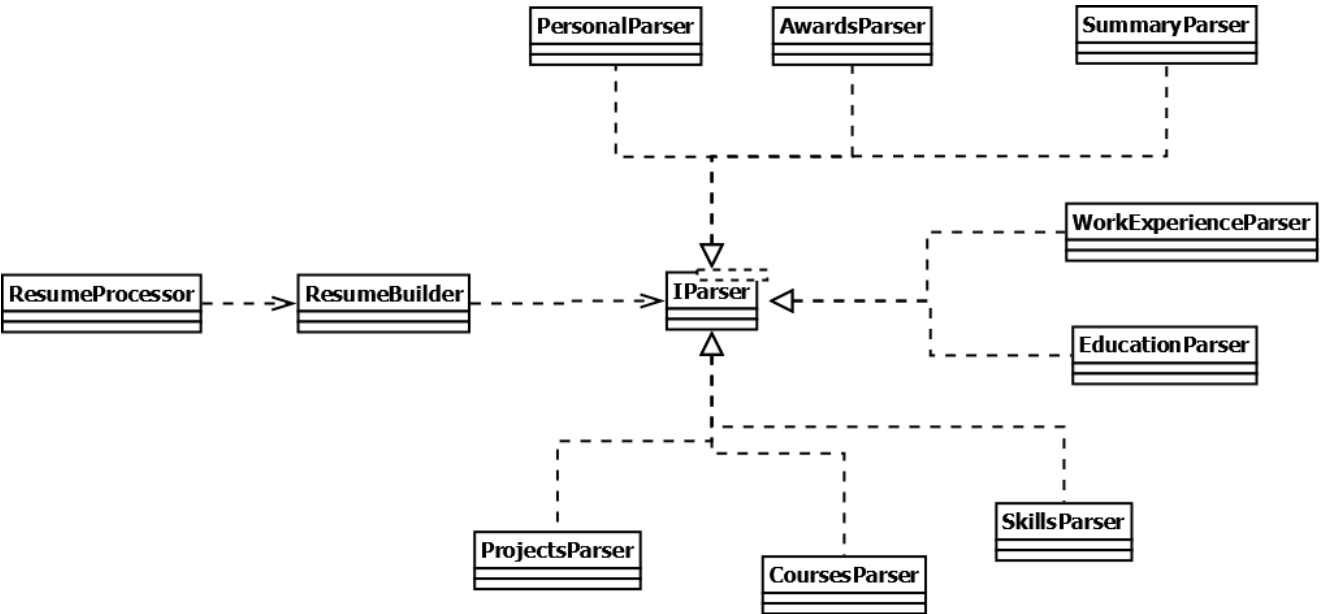 PersonalParser
AwardsParser
SummaryParser
WorkExperienceParser
ResumeProcessor
ResumeBuilder
IParser
EducationParser
SkillsParser
ProjectsParser
CoursesParser